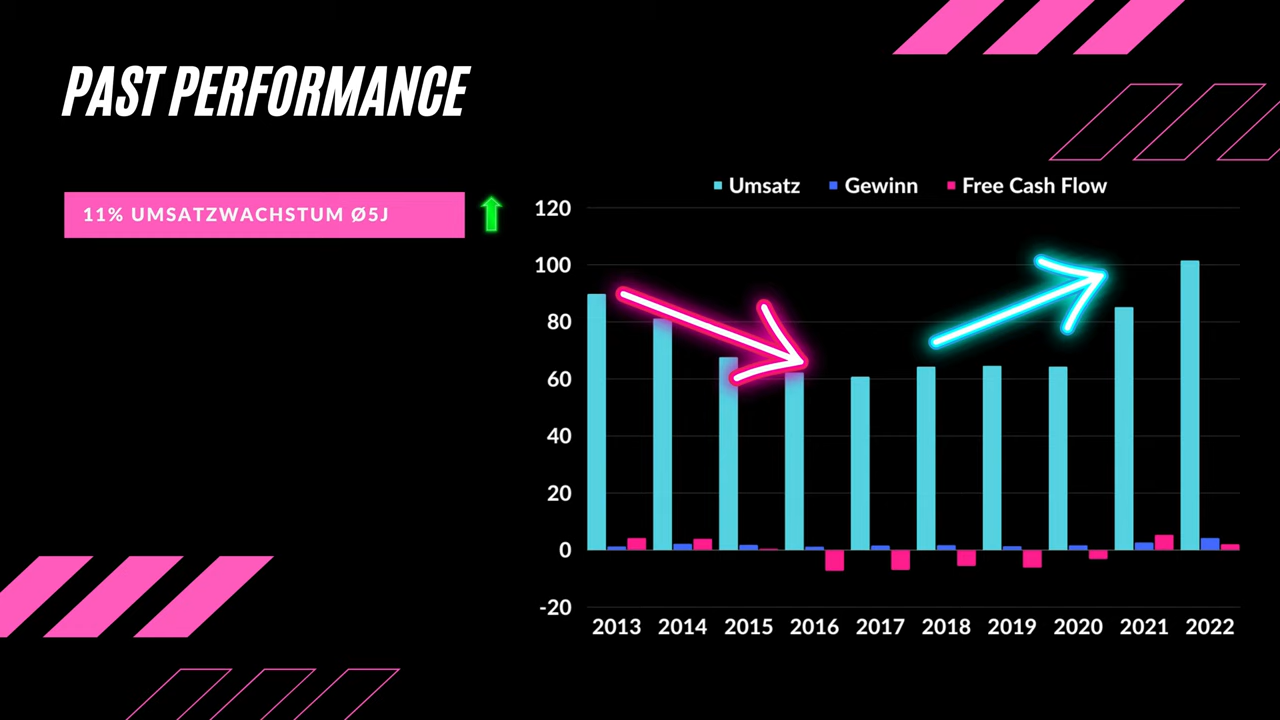 PAST PERFORMANCE
11% UMSATZWACHSTUM Ø5J
Umsatz Gewinn Free Cash Flow
120
100
80
60
40
20
0
-20
2013 2014 2015 2016 2017 2018 2019 2020 2021 2022